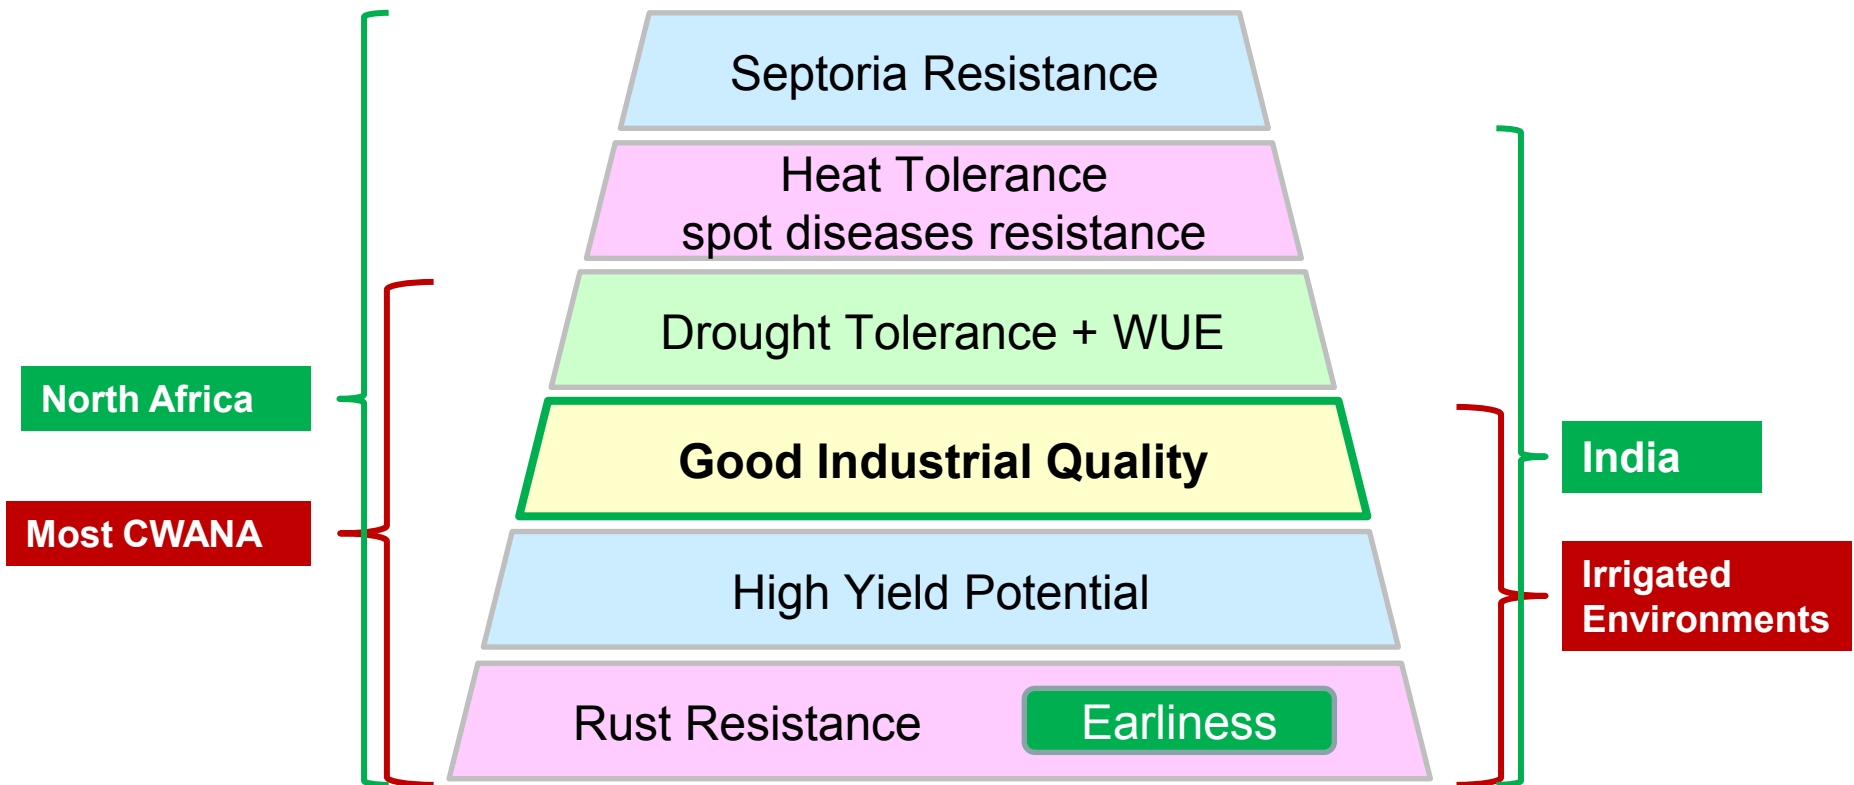 Septoria Resistance
Heat Tolerance
spot diseases resistance
Drought Tolerance + WUE
North Africa
Good Industrial Quality
India
Most CWANA
High Yield Potential
Irrigated
Environments
Rust Resistance
Earliness